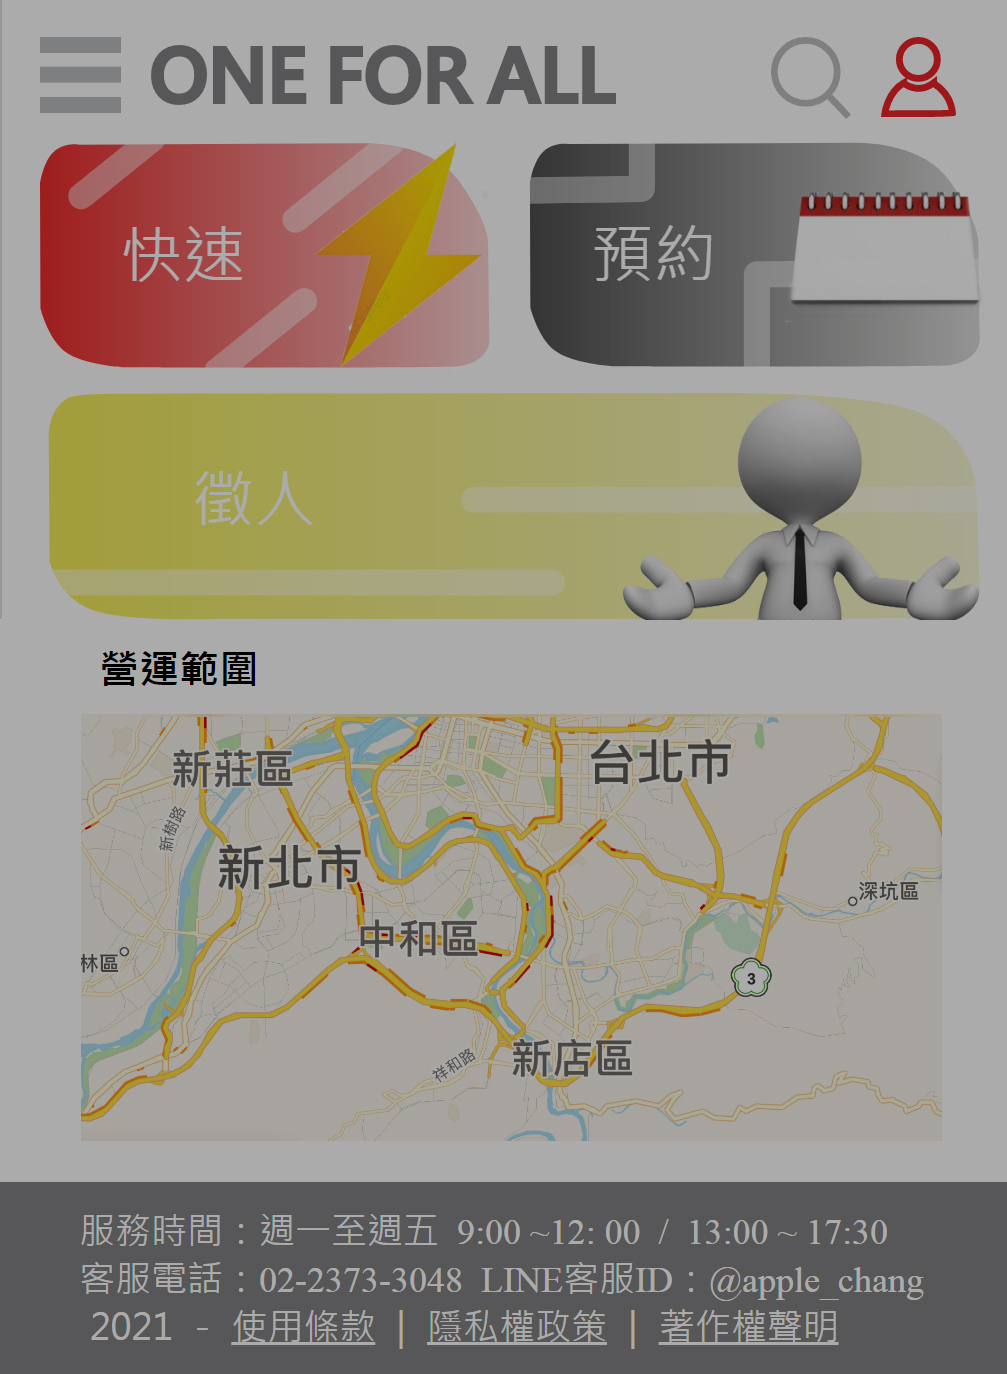 ONE FOR ALL
快速
預約
徵人
營運範圍
新莊區
台北市
新樹路
新北市
深坑區
中和區
林區
3
新店區
祥和路
服務時間：週一至週五 9:00 ~12: 00 / 13:00 ~ 17:30
客服電話：02-2373-3048 LINE客服ID：@apple_chang
2021 - 使用條款 | 隱私權政策 | 著作權聲明